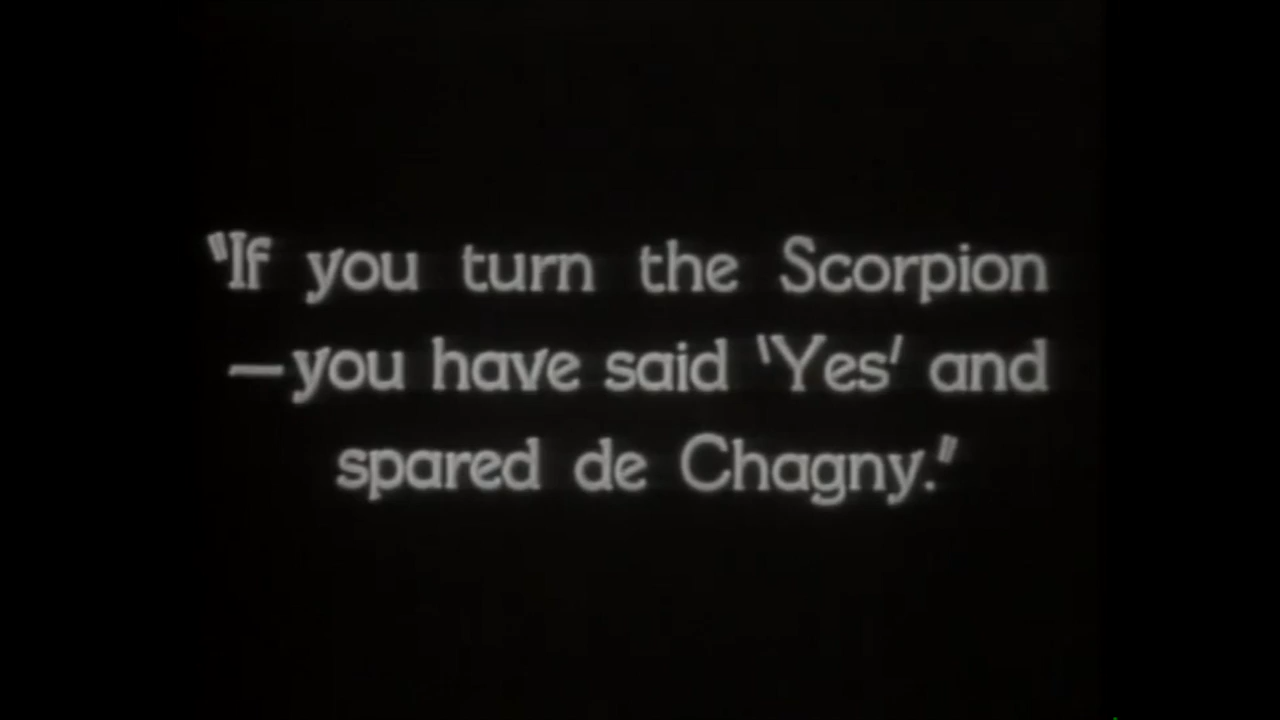 "If you turn the Scorpion
—you have said 'Yes' and
spared de Chagny."